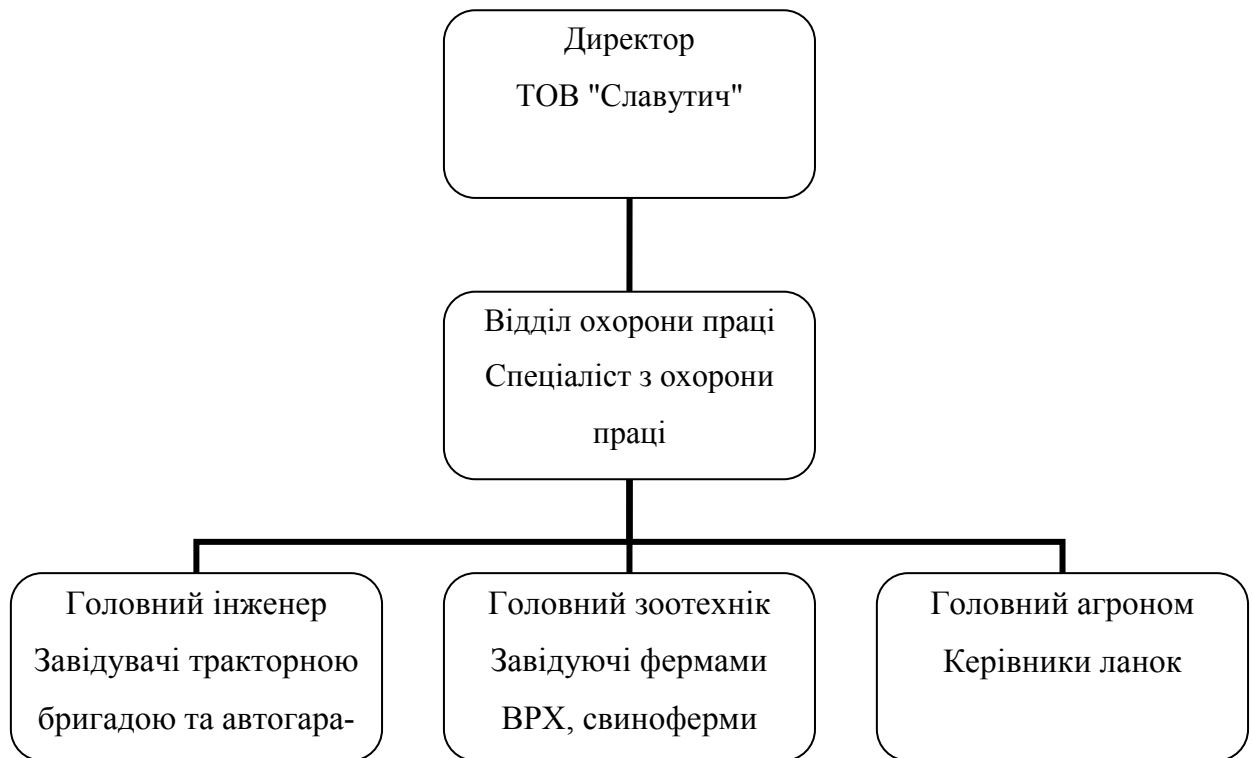 Директор
ТОВ "Славутич"
Відділ охорони праці
Спеціаліст з охорони
праці
Головний інженер
Завідувачі тракторною
бригадою та автогара-
Головний зоотехнік
Завідуючі фермами
ВРХ, свиноферми
Головний агроном
Керівники ланок